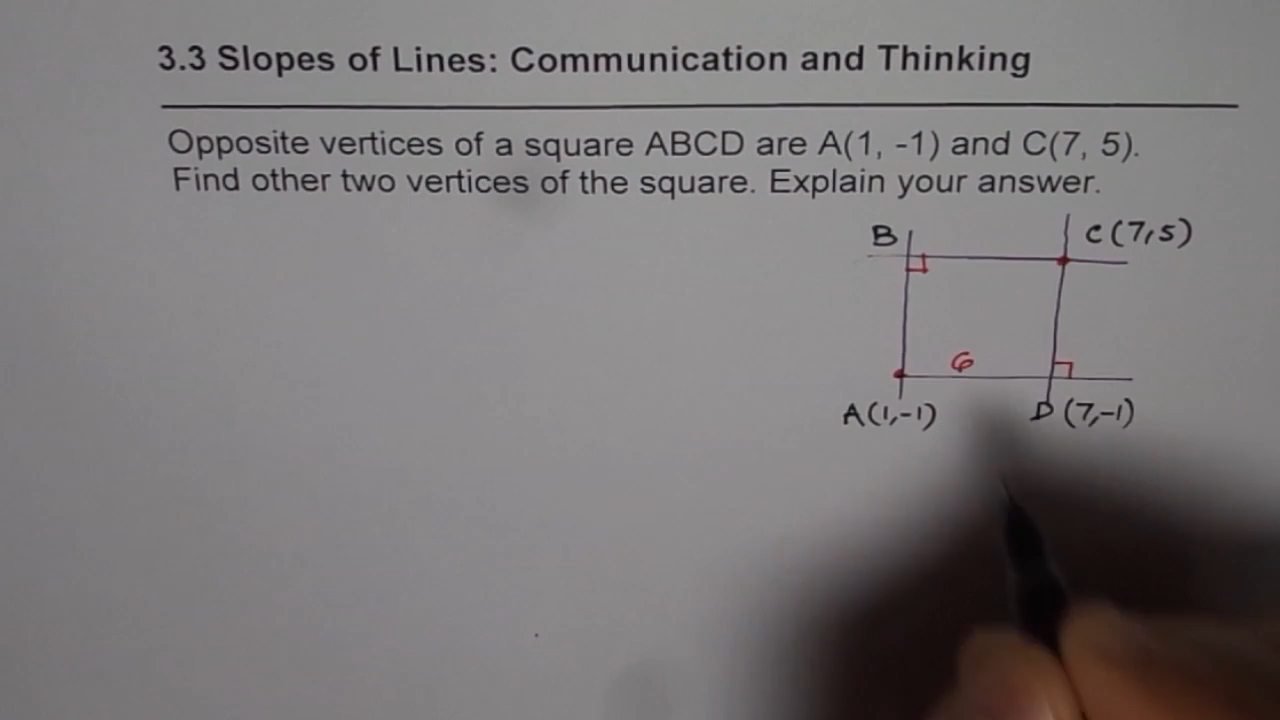 3.3 Slopes of Lines: Communication and Thinking
Opposite vertices of a square ABCD are A(1, -1) and C(7, 5).
Find other two vertices of the square. Explain your answer.
B C (7,5)
6
A(1,-1) D (7,-1)